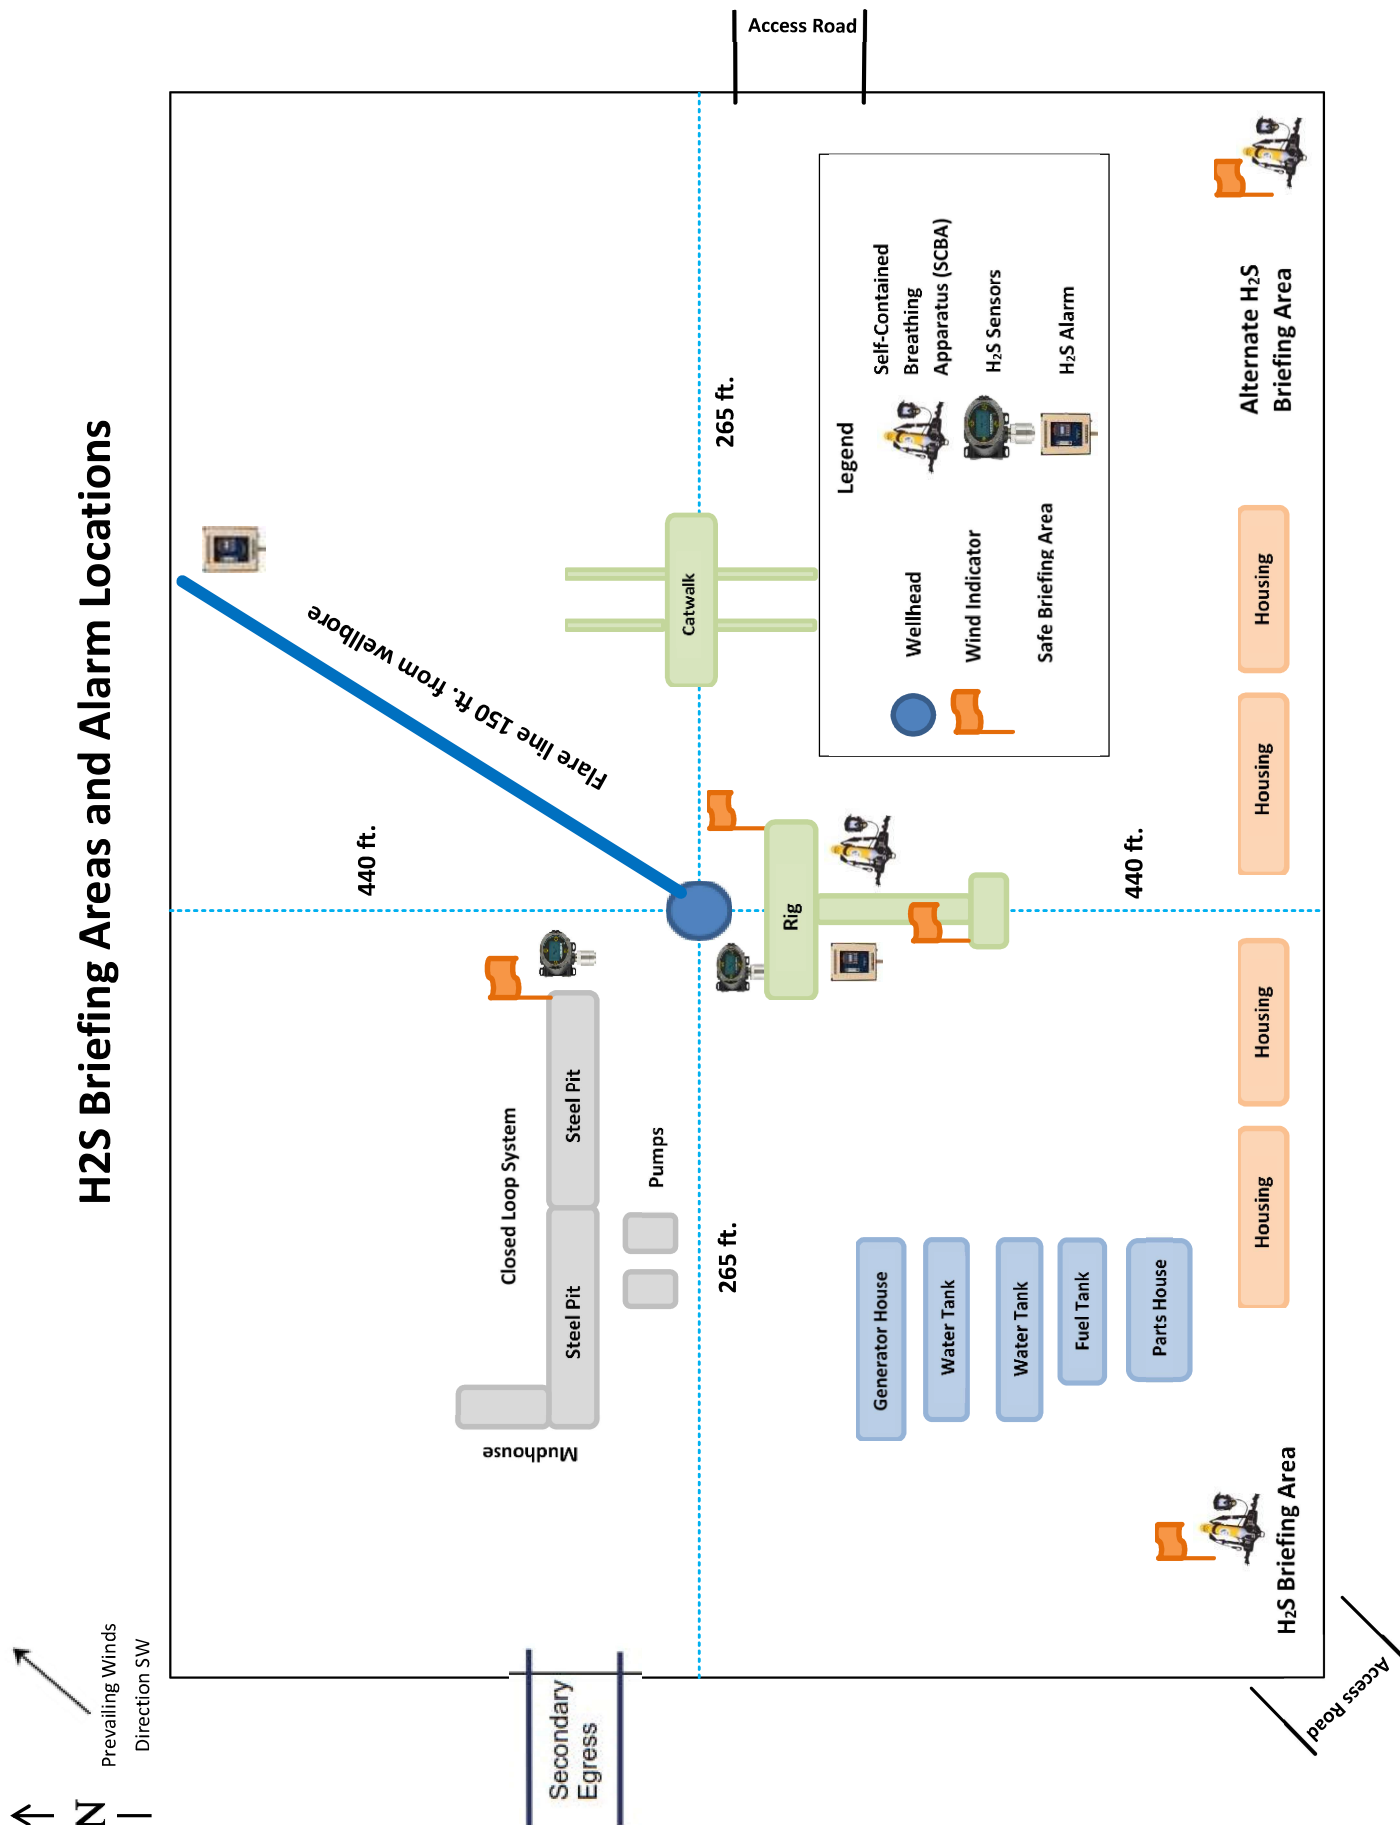 H2S Briefing Areas and Alarm Locations
N
Prevailing Winds
Direction SW
Secondary
Egress
Access Road
Access Road
440 ft.
Flare line 150 ft. from wellbore
Closed Loop System
Mudhouse
Steel Pit
Steel Pit
Pumps
265 ft.
265 ft.
Catwalk
Rig
440 ft.
Legend
Wellhead
Wind Indicator
Safe Briefing Area
Self-Contained
Breathing
Apparatus (SCBA)
H₂S Sensors
H₂S Alarm
Generator House
Water Tank
Water Tank
Fuel Tank
Parts House
Housing
Housing
Housing
Housing
H₂S Briefing Area
Alternate H₂S
Briefing Area